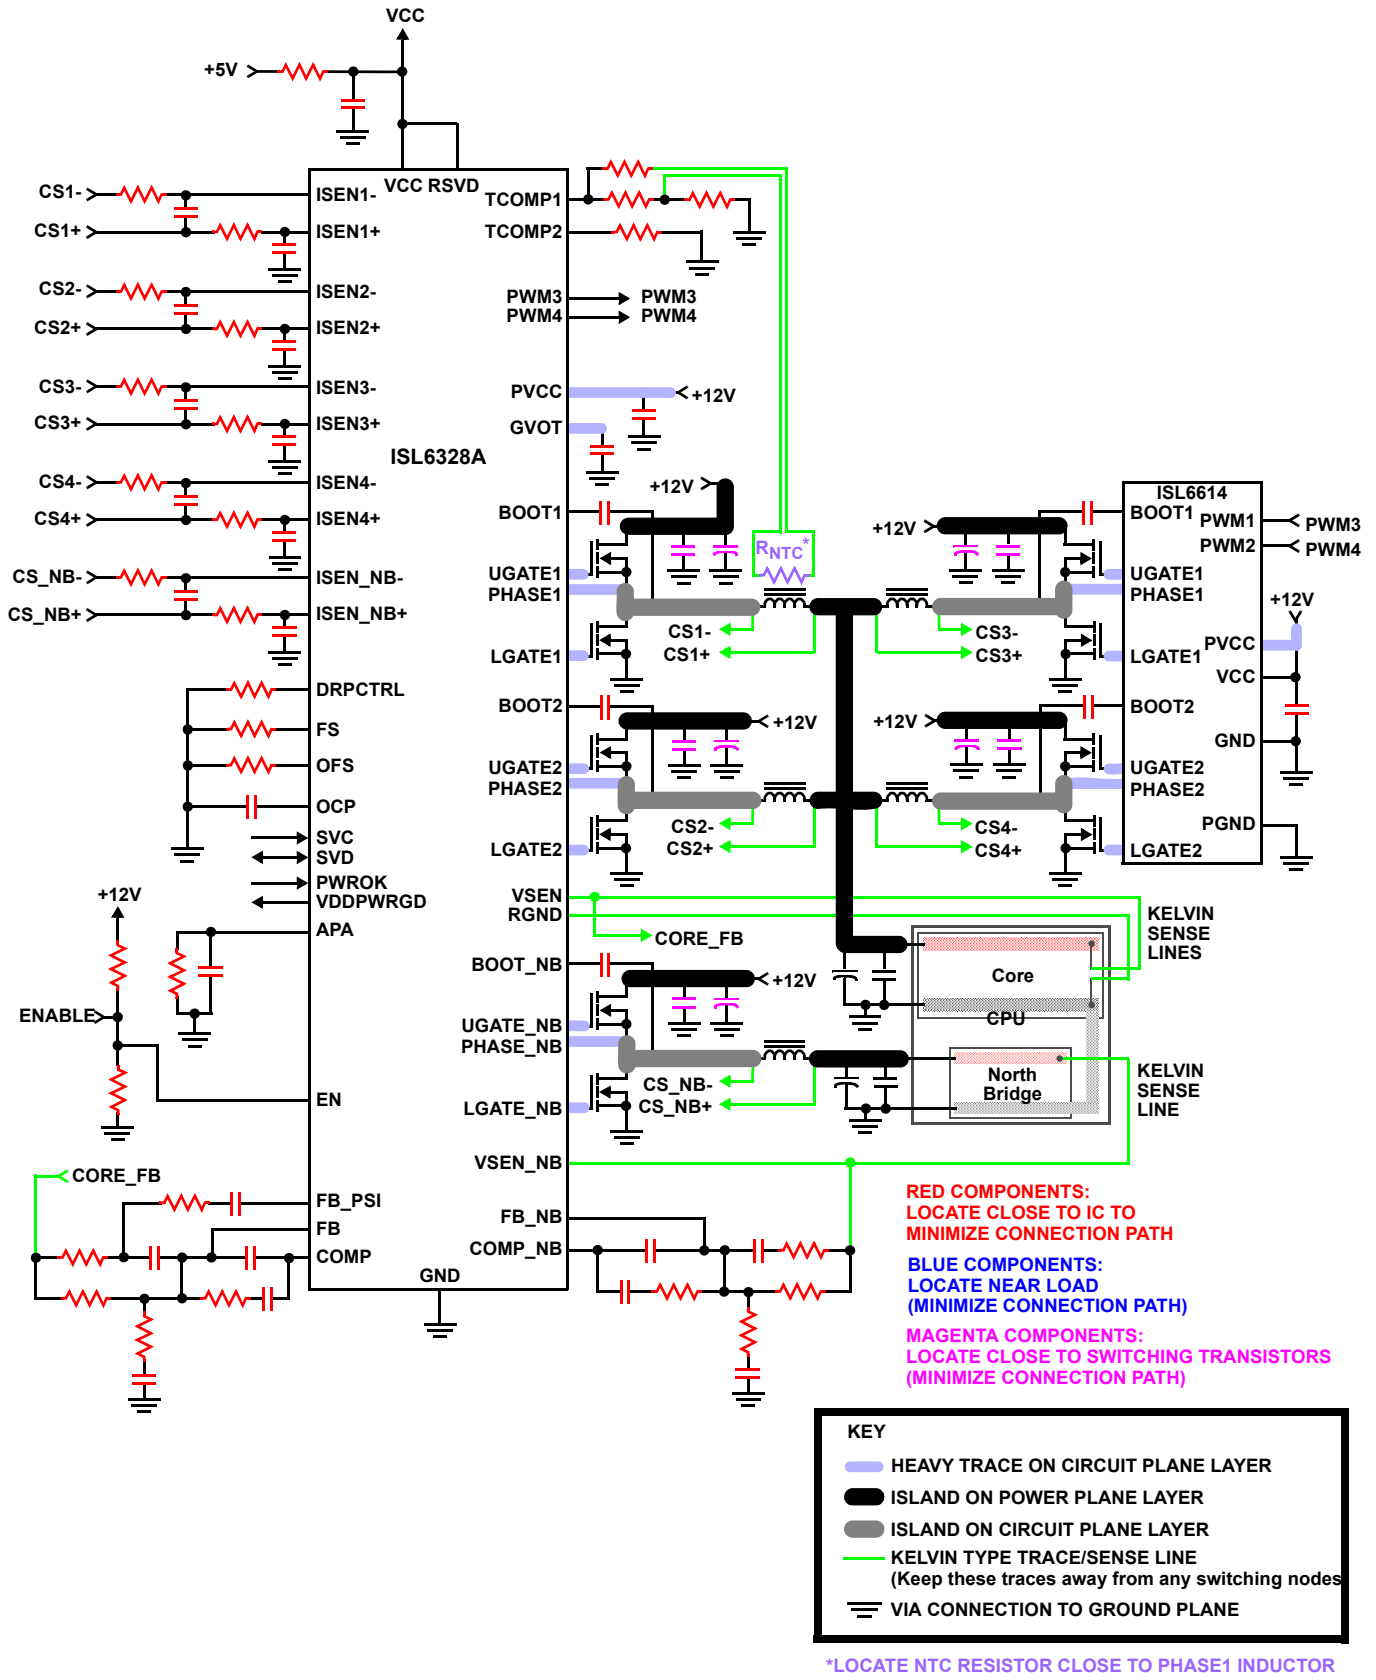 VCC
+5V
VCC RSVD
CS1-
ISEN1-
CS1+
ISEN1+
CS2-
ISEN2-
CS2+
ISEN2+
CS3-
ISEN3-
CS3+
ISEN3+
CS4-
ISEN4-
CS4+
ISEN4+
CS_NB-
ISEN_NB-
CS_NB+
ISEN_NB+
DRPCTRL
FS
OFS
OCP
SVC
SVD
PWROK
VDDPWRGD
+12V
APA
ENABLE
EN
CORE_FB
FB_PSI
FB
COMP
GND
ISL6328A
TCOMP1
TCOMP2
PWM3
PWM3
PWM4
PWM4
PVCC
+12V
GVOT
+12V
BOOT1
RNTC*
UGATE1
PHASE1
CS1-
CS1+
LGATE1
BOOT2
+12V
UGATE2
PHASE2
CS2-
CS2+
LGATE2
VSEN
RGND
CORE_FB
BOOT_NB
+12V
UGATE_NB
PHASE_NB
CS_NB-
CS_NB+
LGATE_NB
VSEN_NB
FB_NB
COMP_NB
ISL6614
BOOT1
PWM1
PWM3
PWM2
PWM4
+12V
UGATE1
PHASE1
+12V
CS3-
CS3+
LGATE1
PVCC
VCC
BOOT2
+12V
GND
UGATE2
PHASE2
CS4-
CS4+
PGND
LGATE2
KELVIN
SENSE
LINES
Core
CPU
North
Bridge
KELVIN
SENSE
LINE
RED COMPONENTS:
LOCATE CLOSE TO IC TO
MINIMIZE CONNECTION PATH
BLUE COMPONENTS:
LOCATE NEAR LOAD
(MINIMIZE CONNECTION PATH)
MAGENTA COMPONENTS:
LOCATE CLOSE TO SWITCHING TRANSISTORS
(MINIMIZE CONNECTION PATH)
KEY
HEAVY TRACE ON CIRCUIT PLANE LAYER
ISLAND ON POWER PLANE LAYER
ISLAND ON CIRCUIT PLANE LAYER
KELVIN TYPE TRACE/SENSE LINE
(Keep these traces away from any switching nodes
VIA CONNECTION TO GROUND PLANE
*LOCATE NTC RESISTOR CLOSE TO PHASE1 INDUCTOR